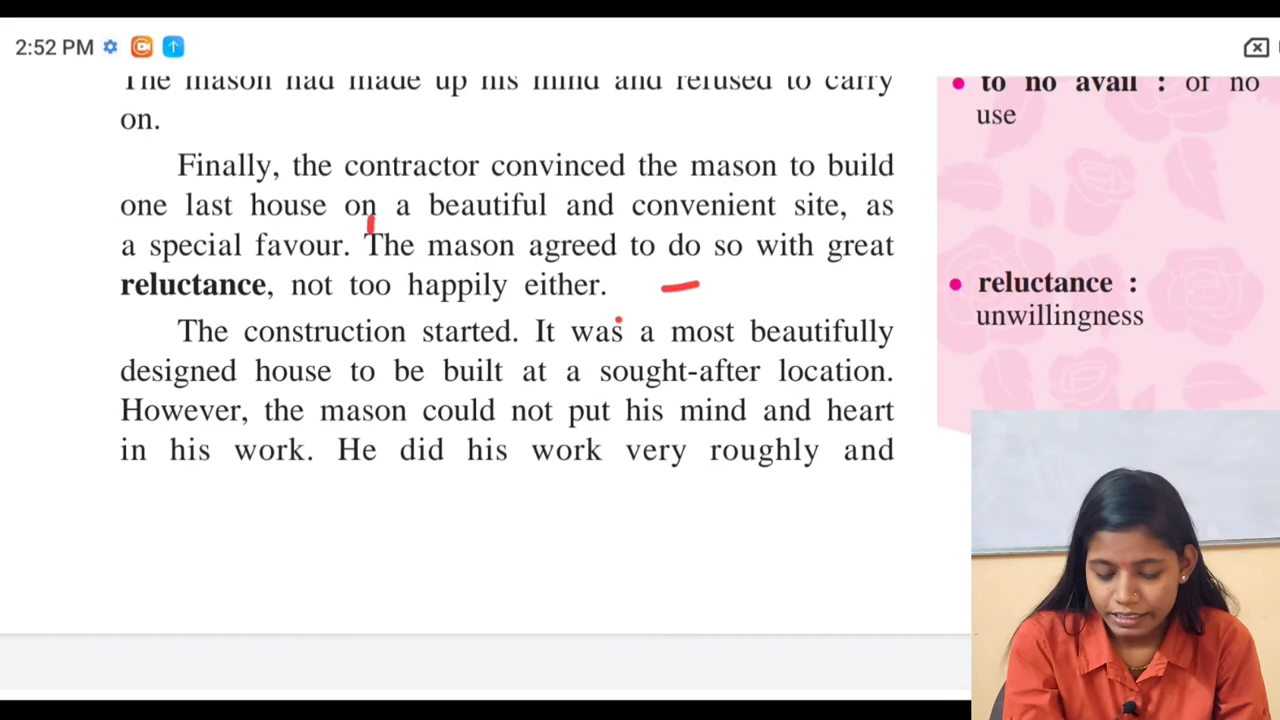 2:52 PM
The mason had made up his mind and refused to carry
on.
Finally, the contractor convinced the mason to build
one last house on a beautiful and convenient site, as
a special favour. The mason agreed to do so with great
reluctance, not too happily either.
The construction started. It was a most beautifully
designed house to be built at a sought-after location.
However, the mason could not put his mind and heart
in his work. He did his work very roughly and
• to no avail : of no
use
• reluctance :
unwillingness